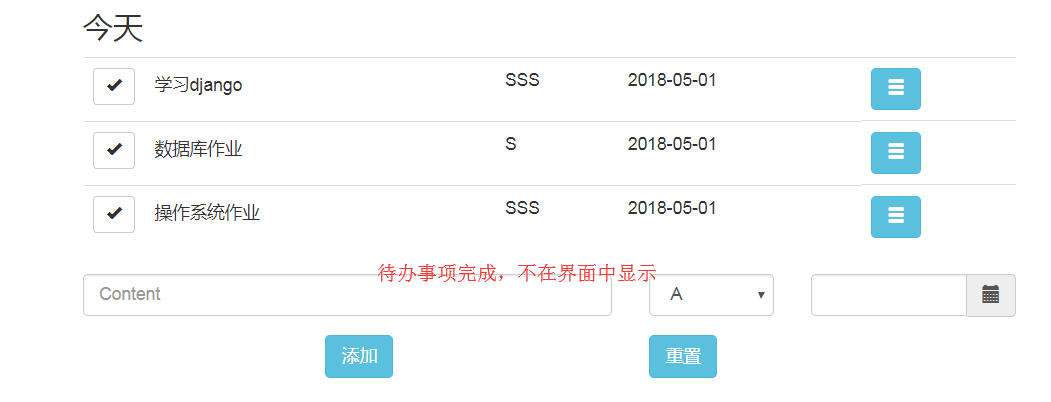 今天
学习django SSS 2018-05-01
数据库作业 S 2018-05-01
操作系统作业 SSS 2018-05-01
待办事项完成，不在界面中显示
Content A
添加 重置